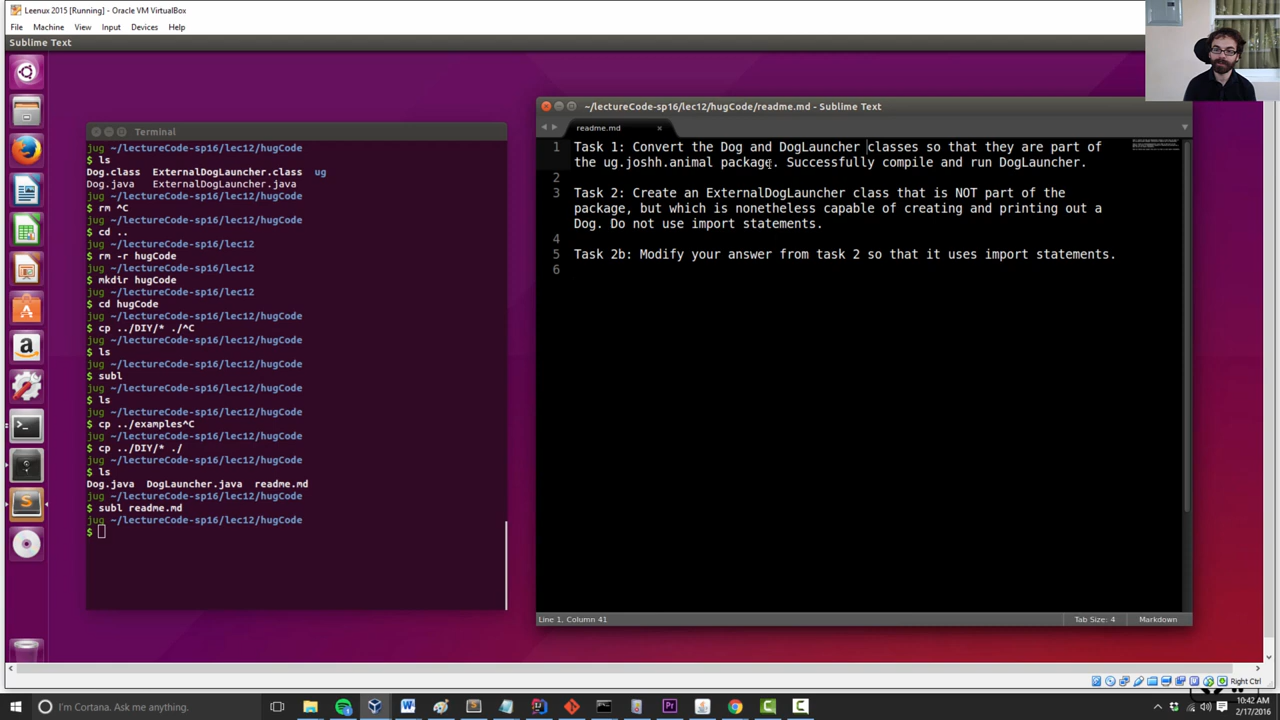 Leenux 2015 [Running] - Oracle VM VirtualBox
File Machine View Input Devices Help
Sublime Text
Terminal
jug ~/lectureCode-sp16/lec12/hugCode
$ ls
Dog.class ExternalDogLauncher.class ug
Dog.java ExternalDogLauncher.java
jug ~/lectureCode-sp16/lec12/hugCode
$ rm ^C
jug ~/lectureCode-sp16/lec12/hugCode
$ cd ..
jug ~/lectureCode-sp16/lec12
$ rm -r hugCode
jug ~/lectureCode-sp16/lec12
$ mkdir hugCode
jug ~/lectureCode-sp16/lec12
$ cd hugCode
jug ~/lectureCode-sp16/lec12/hugCode
$ cp ../DIY/* ./^C
jug ~/lectureCode-sp16/lec12/hugCode
$ ls
jug ~/lectureCode-sp16/lec12/hugCode
$ subl
jug ~/lectureCode-sp16/lec12/hugCode
$ ls
jug ~/lectureCode-sp16/lec12/hugCode
$ cp ../examples^C
jug ~/lectureCode-sp16/lec12/hugCode
$ cp ../DIY/* ./
jug ~/lectureCode-sp16/lec12/hugCode
$ ls
Dog.java DogLauncher.java readme.md
jug ~/lectureCode-sp16/lec12/hugCode
$ subl readme.md
jug ~/lectureCode-sp16/lec12/hugCode
$
~/lectureCode-sp16/lec12/hugCode/readme.md - Sublime Text
readme.md
1 Task 1: Convert the Dog and DogLauncher classes so that they are part of
the ug.joshh.animal package. Successfully compile and run DogLauncher.
2
3 Task 2: Create an ExternalDogLauncher class that is NOT part of the
package, but which is nonetheless capable of creating and printing out a
Dog. Do not use import statements.
4
5 Task 2b: Modify your answer from task 2 so that it uses import statements.
6
Line 1, Column 41
Tab Size: 4
Markdown
Right Ctrl
I'm Cortana. Ask me anything.
10:42 AM
2/17/2016